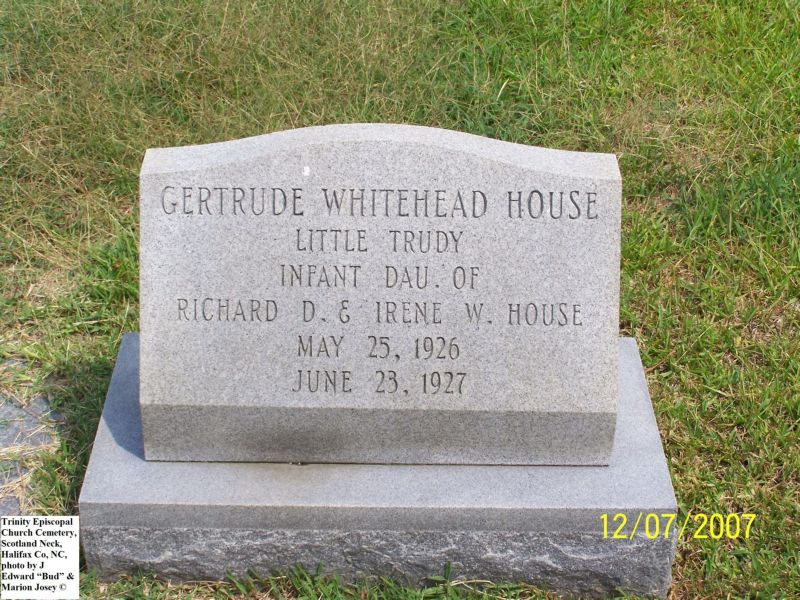 GERTRUDE WHITEHEAD HOUSE
LITTLE TRUDY
INFANT DAU. OF
RICHARD D. & IRENE W. HOUSE
MAY 25, 1926
JUNE 23, 1927
12/07/2007
Trinity Episcopal
Church Cemetery,
Scotland Neck,
Halifax Co, NC,
photo by J
Edward “Bud” &
Marion Josey ©